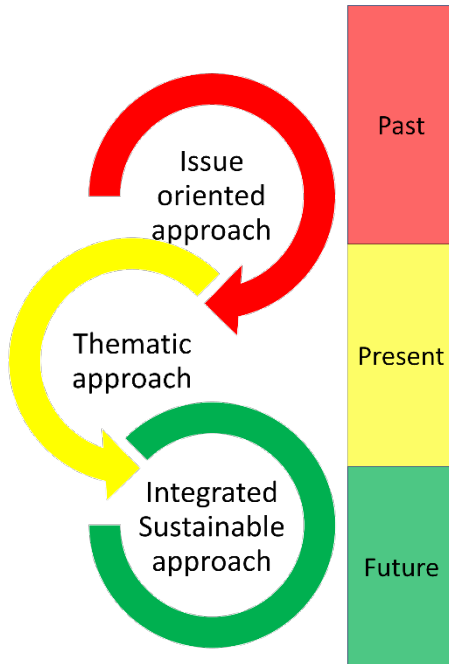 Past
Issue
oriented
approach
Thematic
approach
Present
Integrated
Sustainable
approach
Future